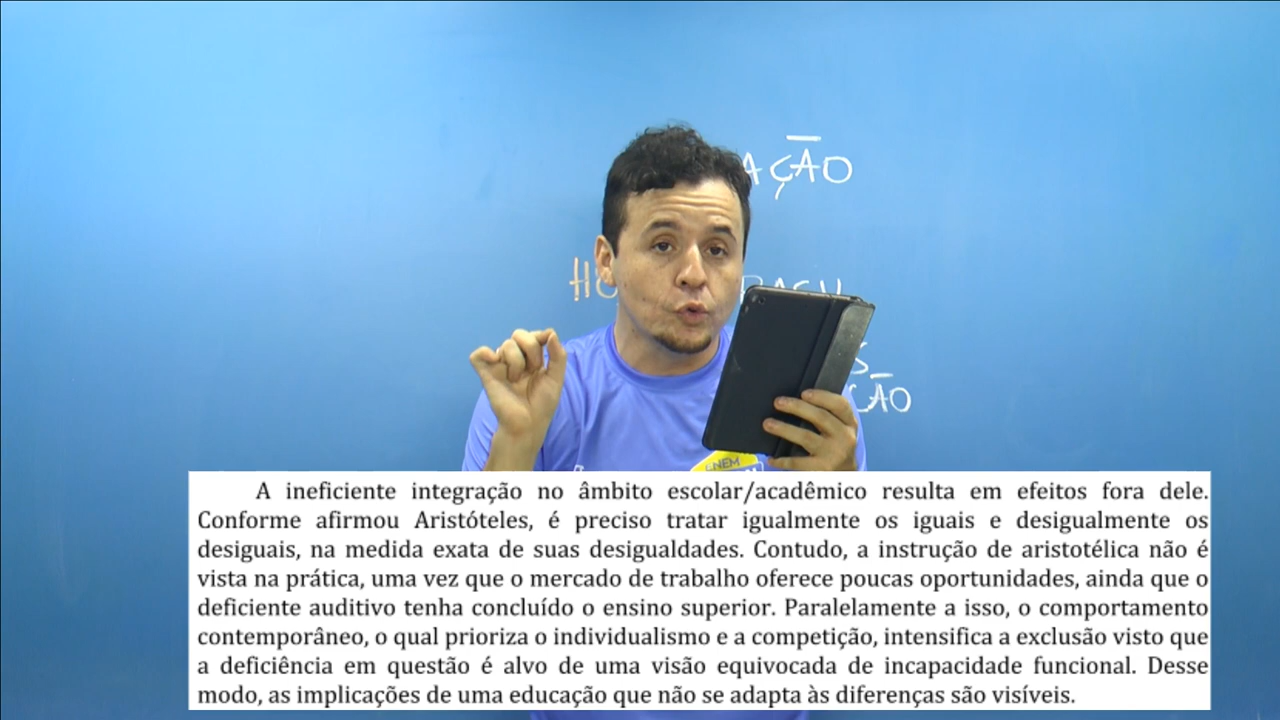 AÇÃO
ÇÃO
ENEM
A ineficiente integração no âmbito escolar/acadêmico resulta em efeitos fora dele.
Conforme afirmou Aristóteles, é preciso tratar igualmente os iguais e desigualmente os
desiguais, na medida exata de suas desigualdades. Contudo, a instrução de aristotélica não é
vista na prática, uma vez que o mercado de trabalho oferece poucas oportunidades, ainda que o
deficiente auditivo tenha concluído o ensino superior. Paralelamente a isso, o comportamento
contemporâneo, o qual prioriza o individualismo e a competição, intensifica a exclusão visto que
a deficiência em questão é alvo de uma visão equivocada de incapacidade funcional. Desse
modo, as implicações de uma educação que não se adapta às diferenças são visíveis.